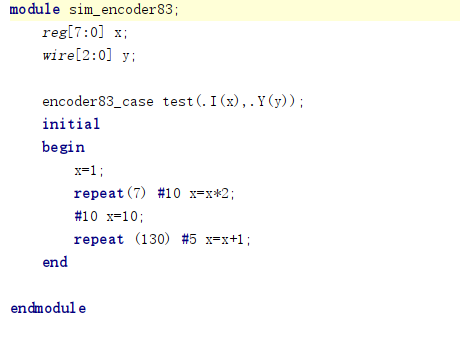 module sim_encoder83;
reg[7:0] x;
wire[2:0] y;
encoder83_case test(.I(x),.Y(y));
initial
begin
x=1;
repeat(7) #10 x=x*2;
#10 x=10;
repeat (130) #5 x=x+1;
end
endmodule